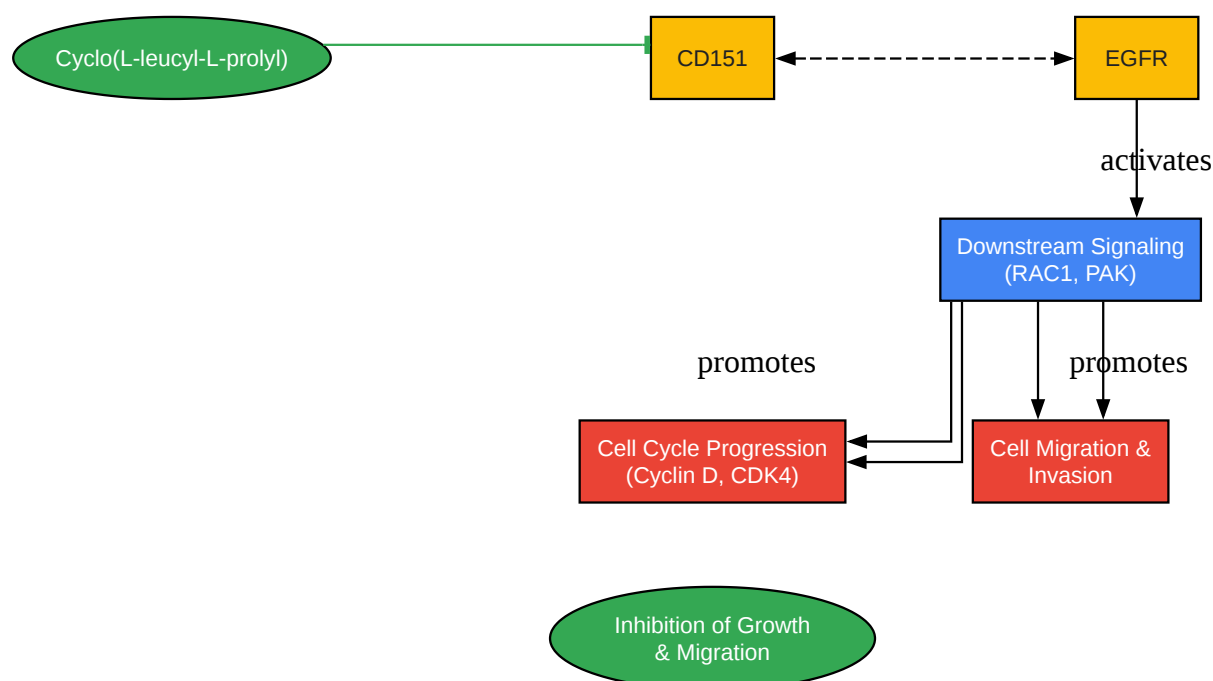 Cyclo(L-leucyl-L-prolyl)
CD151
EGFR
activates
Downstream Signaling
(RAC1, PAK)
promotes
promotes
Cell Cycle Progression
(Cyclin D, CDK4)
Cell Migration &
Invasion
Inhibition of Growth
& Migration